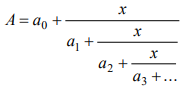 A = a₀ + x
a₁ + x
a₂ + x
a₃ + ...